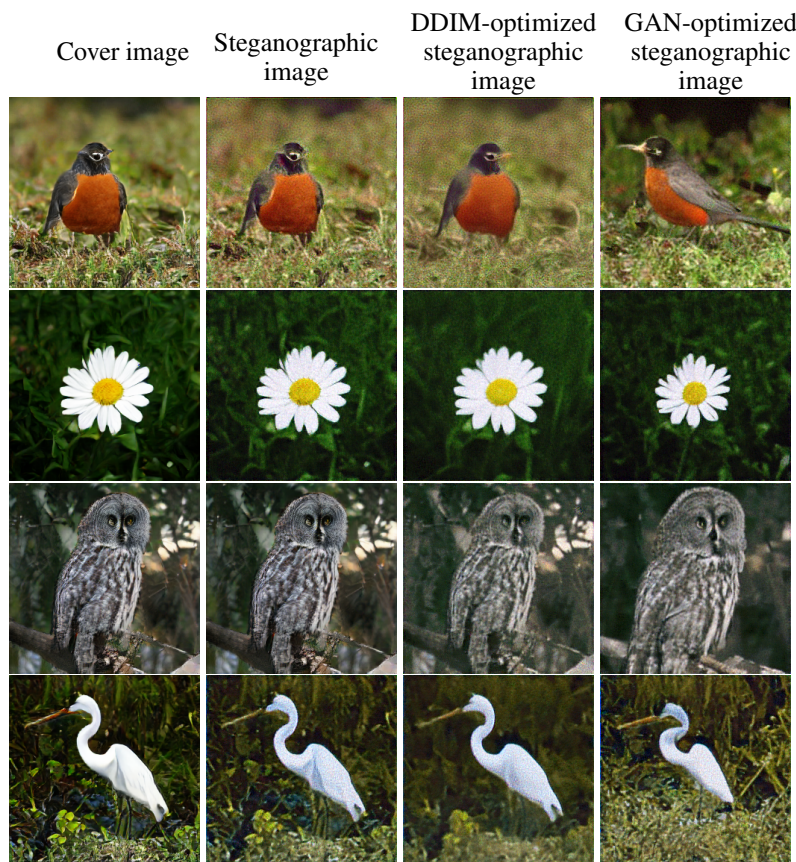 Cover image
Steganographic
image
DDIM-optimized
steganographic
image
GAN-optimized
steganographic
image